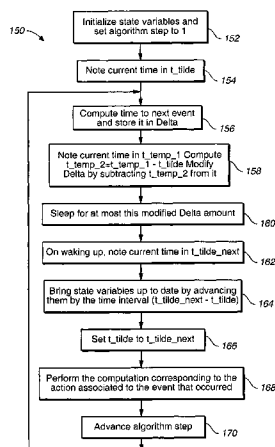 150
Initialize state variables and
set algorithm step to 1
152
Note current time in t_tilde
154
Compute time to next event
and store it in Delta
156
Note current time in t_temp_1 Compute
t_temp_2=t_temp_1 - t_tilde Modify
Delta by subtracting t_temp_2 from it
158
Sleep for at most this modified Delta amount
160
On waking up, note current time in t_tilde_next
162
Bring state variables up to date by advancing
them by the time interval (t_tilde_next - t_tilde)
164
Set t_tilde to t_tilde_next
166
Perform the computation corresponding to the
action associated to the event that occurred
168
Advance algorithm step
170